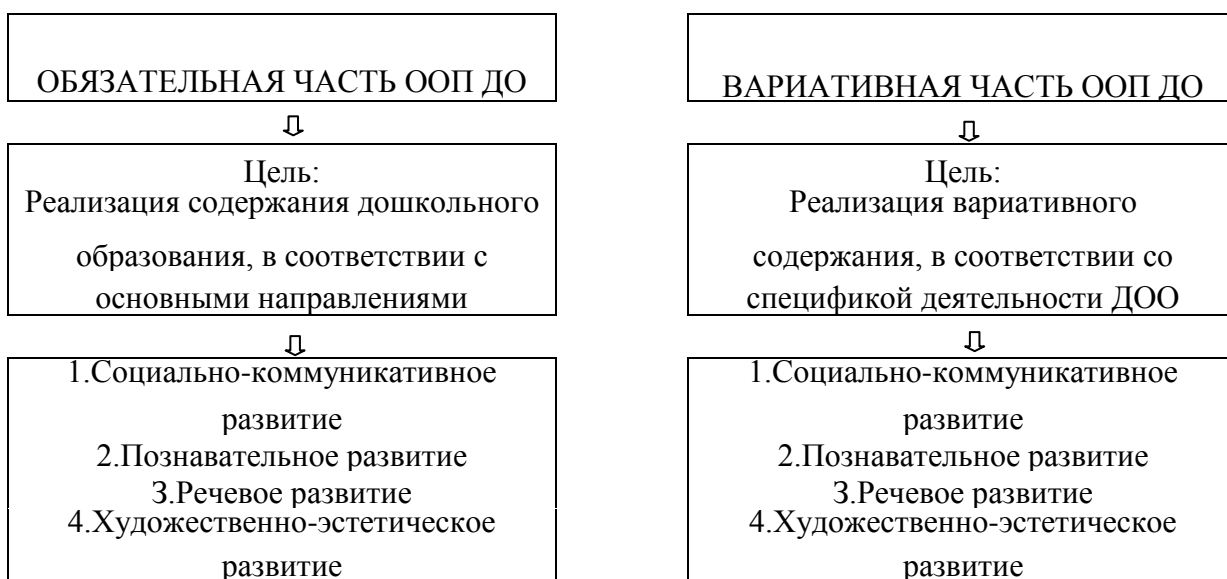 ОБЯЗАТЕЛЬНАЯ ЧАСТЬ ООП ДО
Цель:
Реализация содержания дошкольного
образования, в соответствии с
основными направлениями
1.Социально-коммуникативное
развитие
2.Познавательное развитие
3.Речевое развитие
4.Художественно-эстетическое
развитие
ВАРИАТИВНАЯ ЧАСТЬ ООП ДО
Цель:
Реализация вариативного
содержания, в соответствии со
спецификой деятельности ДОО
1.Социально-коммуникативное
развитие
2.Познавательное развитие
3.Речевое развитие
4.Художественно-эстетическое
развитие